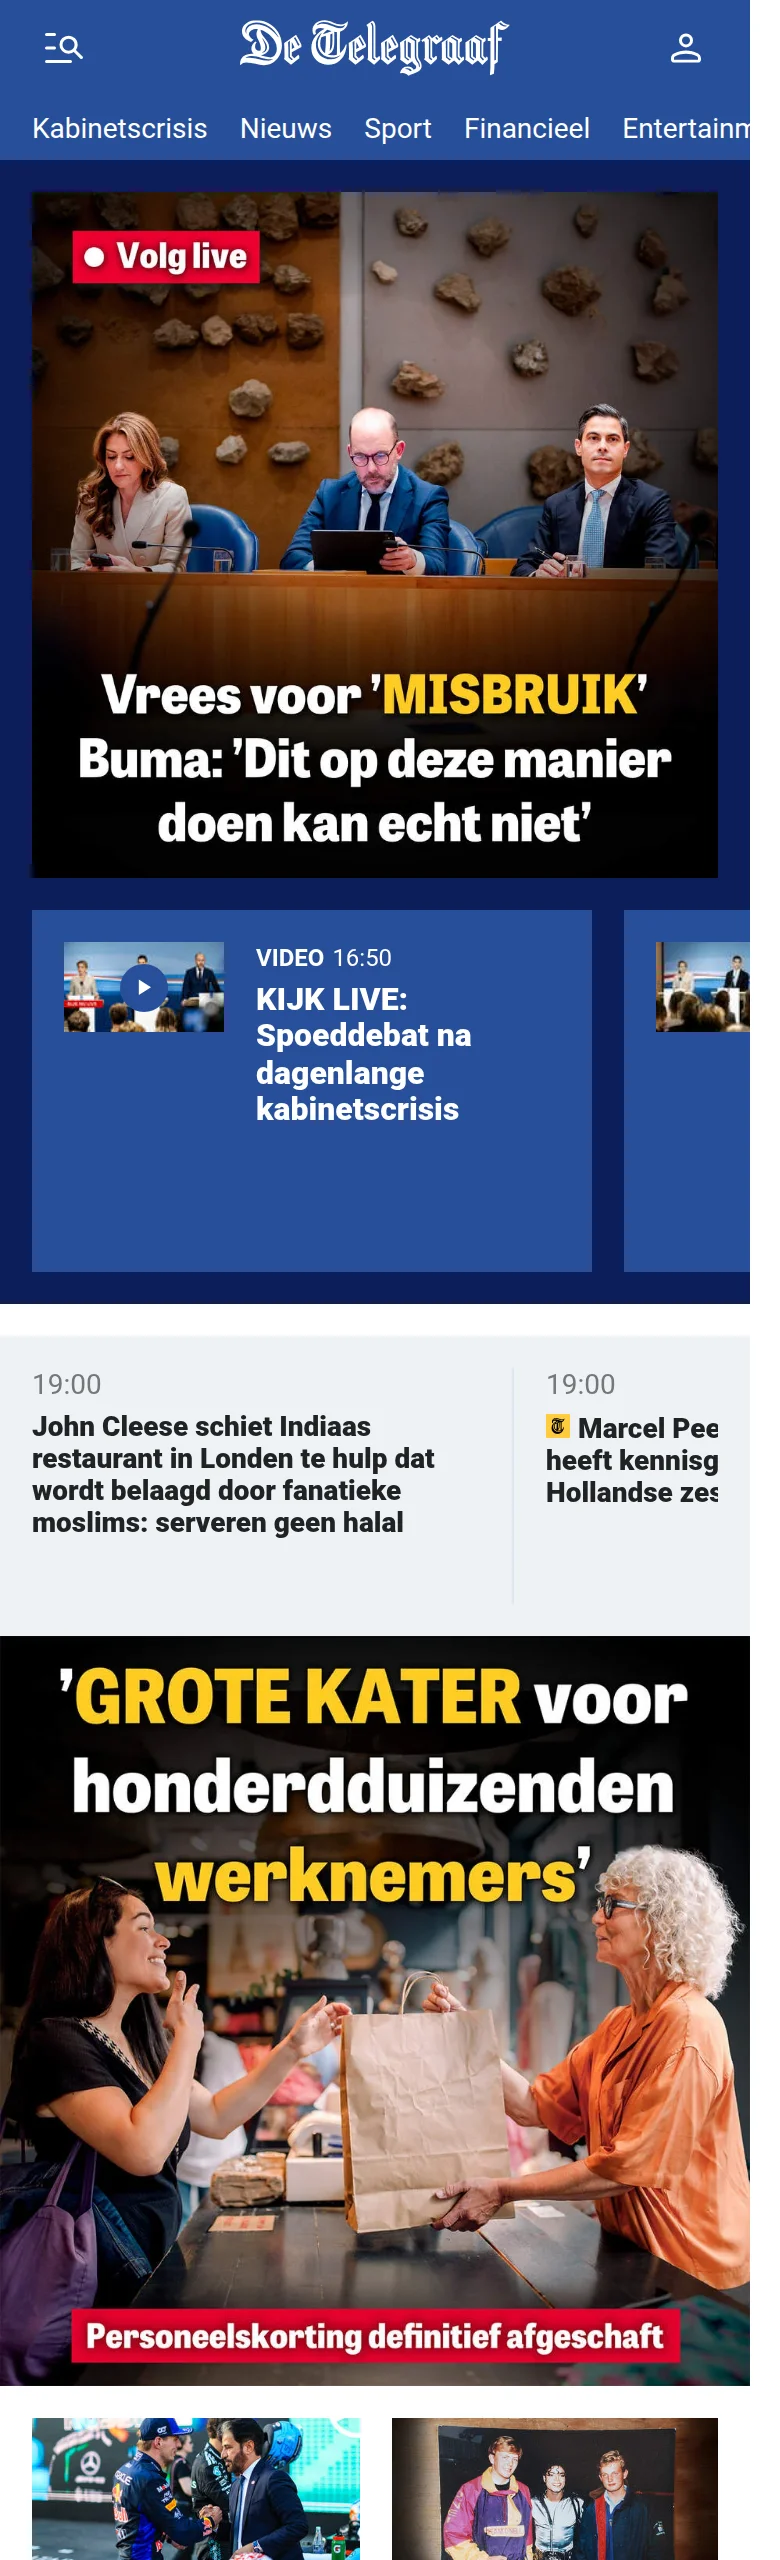 De Telegraaf
Kabinetscrisis Nieuws Sport Financieel Entertainm
Volg live
Vrees voor 'MISBRUIK'
Buma: 'Dit op deze manier
doen kan echt niet'
VIDEO 16:50
KIJK LIVE:
Spoeddebat na
dagenlange
kabinetscrisis
19:00
John Cleese schiet Indiaas
restaurant in Londen te hulp dat
wordt belaagd door fanatieke
moslims: serveren geen halal
19:00
Marcel Pee
heeft kennisg
Hollandse zes
'GROTE KATER voor
honderdduizenden
werknemers'
Personeelskorting definitief afgeschaft